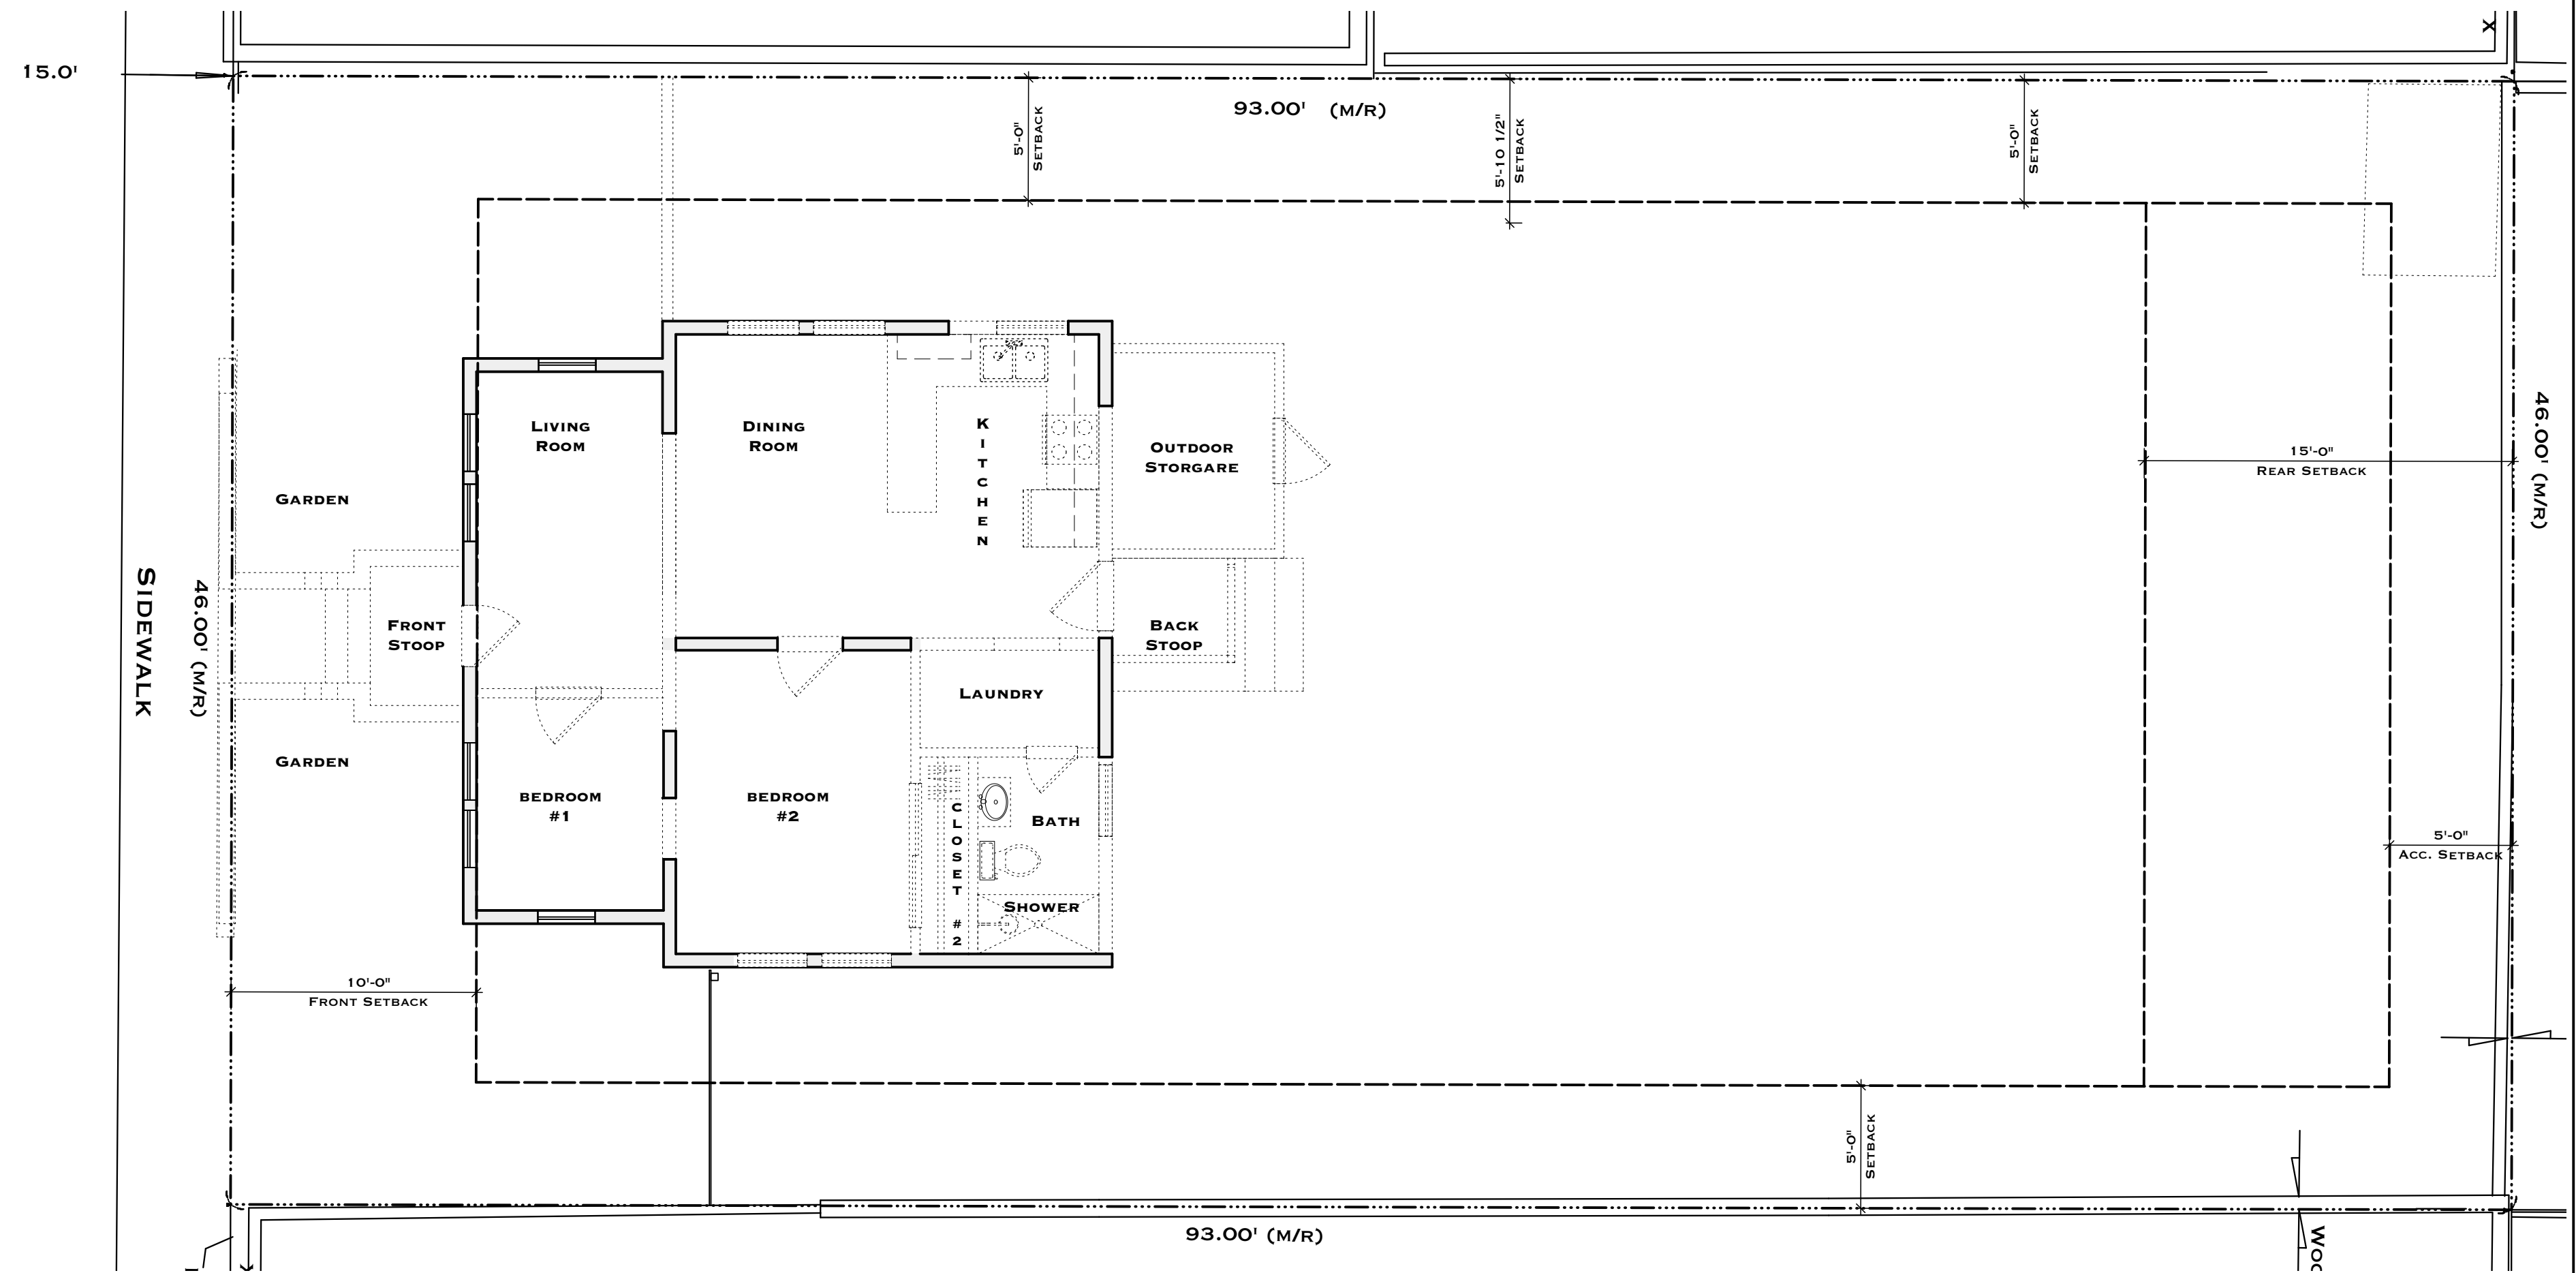 X
15.0'
93.00' (M/R)
5'-0"
SETBACK
5'-10 1/2"
SETBACK
5'-0"
SETBACK
LIVING
ROOM
DINING
ROOM
KITCHEN
OUTDOOR
STORGARE
15'-0"
REAR SETBACK
46.00' (M/R)
GARDEN
SIDEWALK
46.00' (M/R)
FRONT
STOOP
BACK
STOOP
LAUNDRY
GARDEN
BEDROOM
#1
BEDROOM
#2
CLOSET #2
BATH
SHOWER
5'-0"
ACC. SETBACK
10'-0"
FRONT SETBACK
5'-0"
SETBACK
93.00' (M/R)